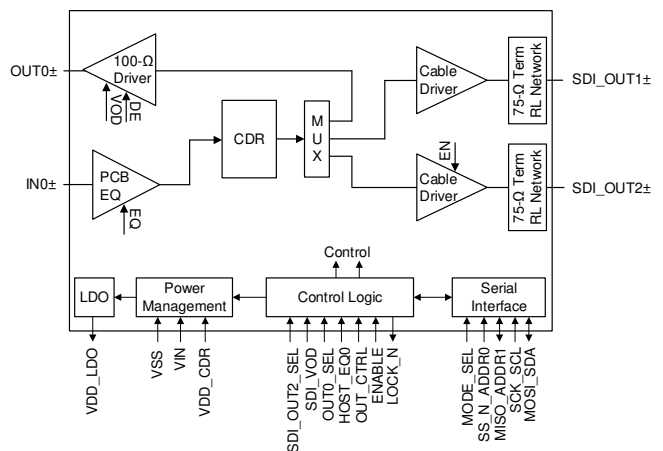 OUT0±
100-Ω
Driver
VOD
DE
IN0±
PCB
EQ
EQ
CDR
M
U
X
Cable
Driver
75-Ω Term
RL Network
SDI_OUT1±
EN
Cable
Driver
75-Ω Term
RL Network
SDI_OUT2±
Control
LDO
Power
Management
Control Logic
Serial
Interface
VDD_LDO
VSS
VIN
VDD_CDR
SDI_OUT2_SEL
SDI_VOD
OUT0_SEL
HOST_EQ0
OUT_CTRL
ENABLE
LOCK_N
MODE_SEL
SS_N_ADDR0
MISO_ADDR1
SCK_SCL
MOSI_SDA